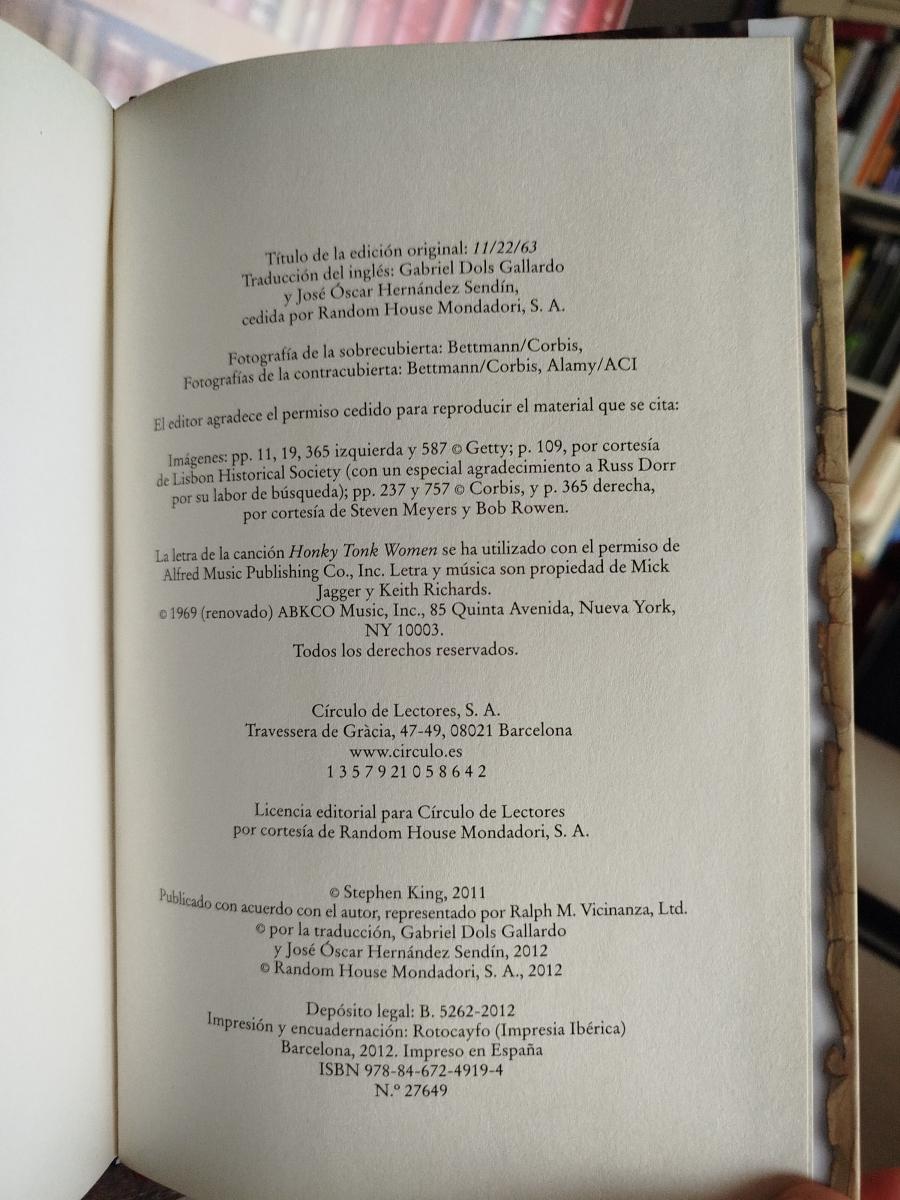 Título de la edición original: 11/22/63
Traducción del inglés: Gabriel Dols Gallardo
y José Óscar Hernández Sendín,
cedida por Random House Mondadori, S. A.
Fotografía de la sobrecubierta: Bettmann/Corbis,
Fotografías de la contracubierta: Bettmann/Corbis, Alamy/ACI
El editor agradece el permiso cedido para reproducir el material que se cita:
Imágenes: pp. 11, 19, 365 izquierda y 587 © Getty; p. 109, por cortesía
de Lisbon Historical Society (con un especial agradecimiento a Russ Dorr
por su labor de búsqueda); pp. 237 y 757 © Corbis, y p. 365 derecha,
por cortesía de Steven Meyers y Bob Rowen.
La letra de la canción Honky Tonk Women se ha utilizado con el permiso de
Alfred Music Publishing Co., Inc. Letra y música son propiedad de Mick
Jagger y Keith Richards.
© 1969 (renovado) ABKCO Music, Inc., 85 Quinta Avenida, Nueva York,
NY 10003.
Todos los derechos reservados.
Círculo de Lectores, S. A.
Travessera de Gràcia, 47-49, 08021 Barcelona
www.circulo.es
1 3 5 7 9 21 0 5 8 6 4 2
Licencia editorial para Círculo de Lectores
por cortesía de Random House Mondadori, S. A.
© Stephen King, 2011
Publicado con acuerdo con el autor, representado por Ralph M. Vicinanza, Ltd.
© por la traducción, Gabriel Dols Gallardo
y José Óscar Hernández Sendín, 2012
© Random House Mondadori, S. A., 2012
Depósito legal: B. 5262-2012
Impresión y encuadernación: Rotocayfo (Impresia Ibérica)
Barcelona, 2012. Impreso en España
ISBN 978-84-672-4919-4
N.º 27649